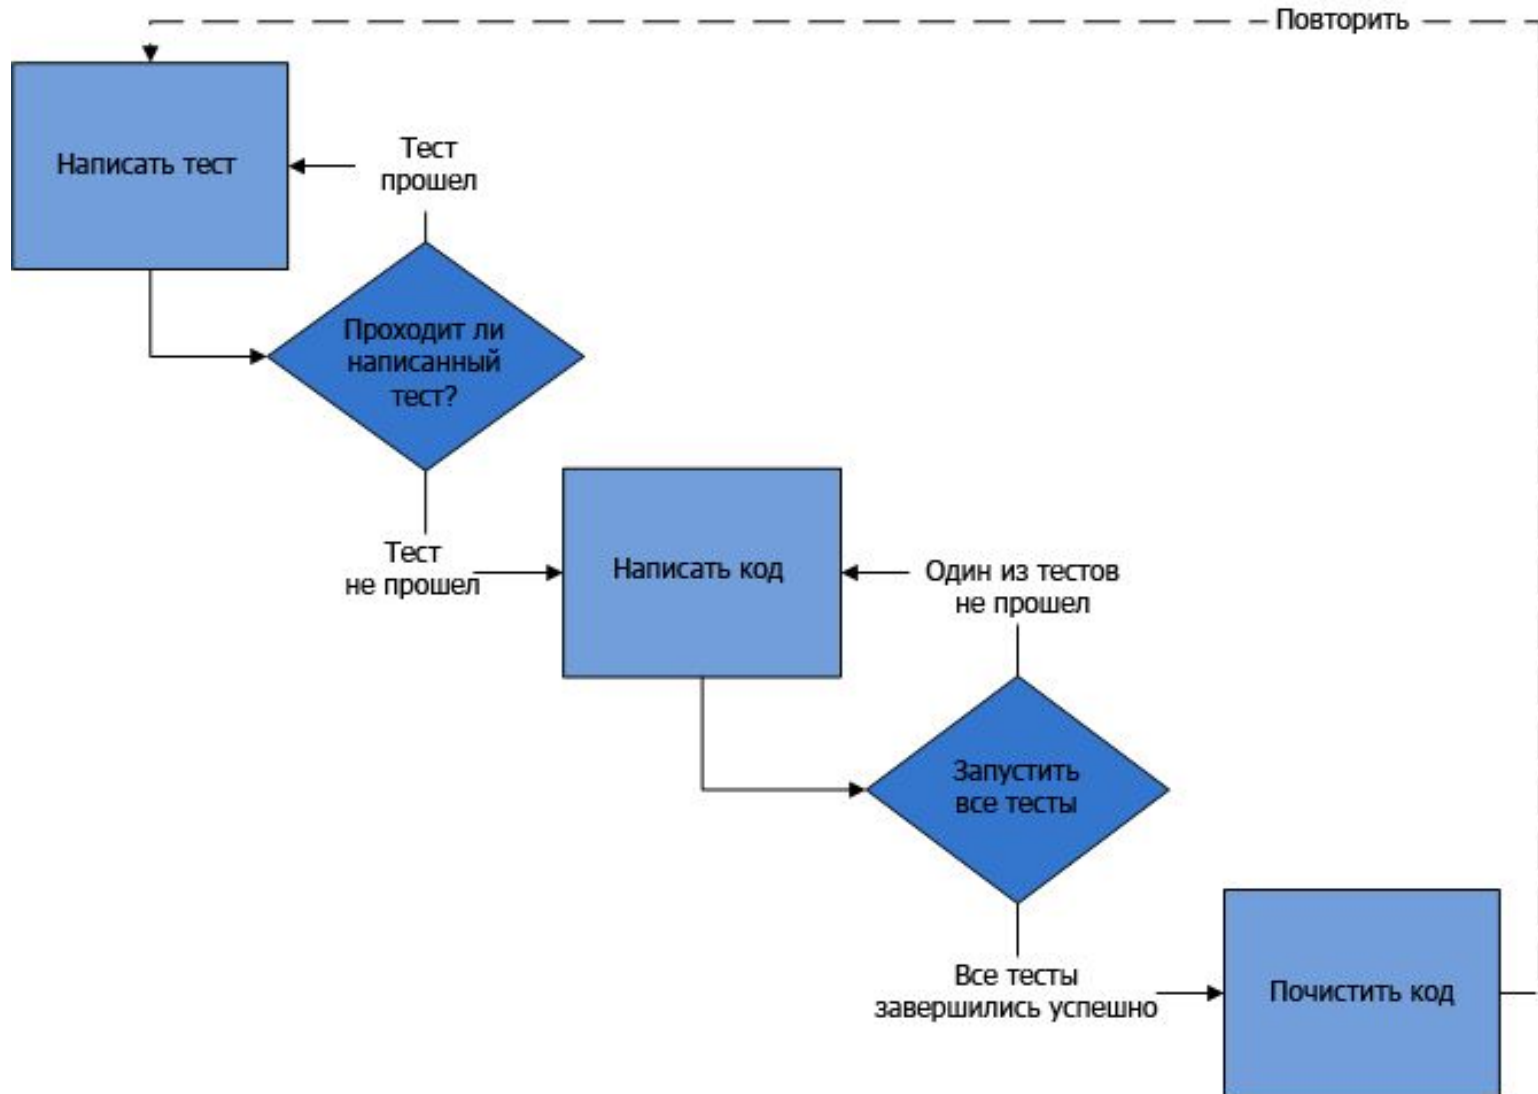 Повторить
Написать тест
Тест
прошел
Проходит ли
написанный
тест?
Тест
не прошел
Написать код
Один из тестов
не прошел
Запустить
все тесты
Все тесты
завершились успешно
Почистить код